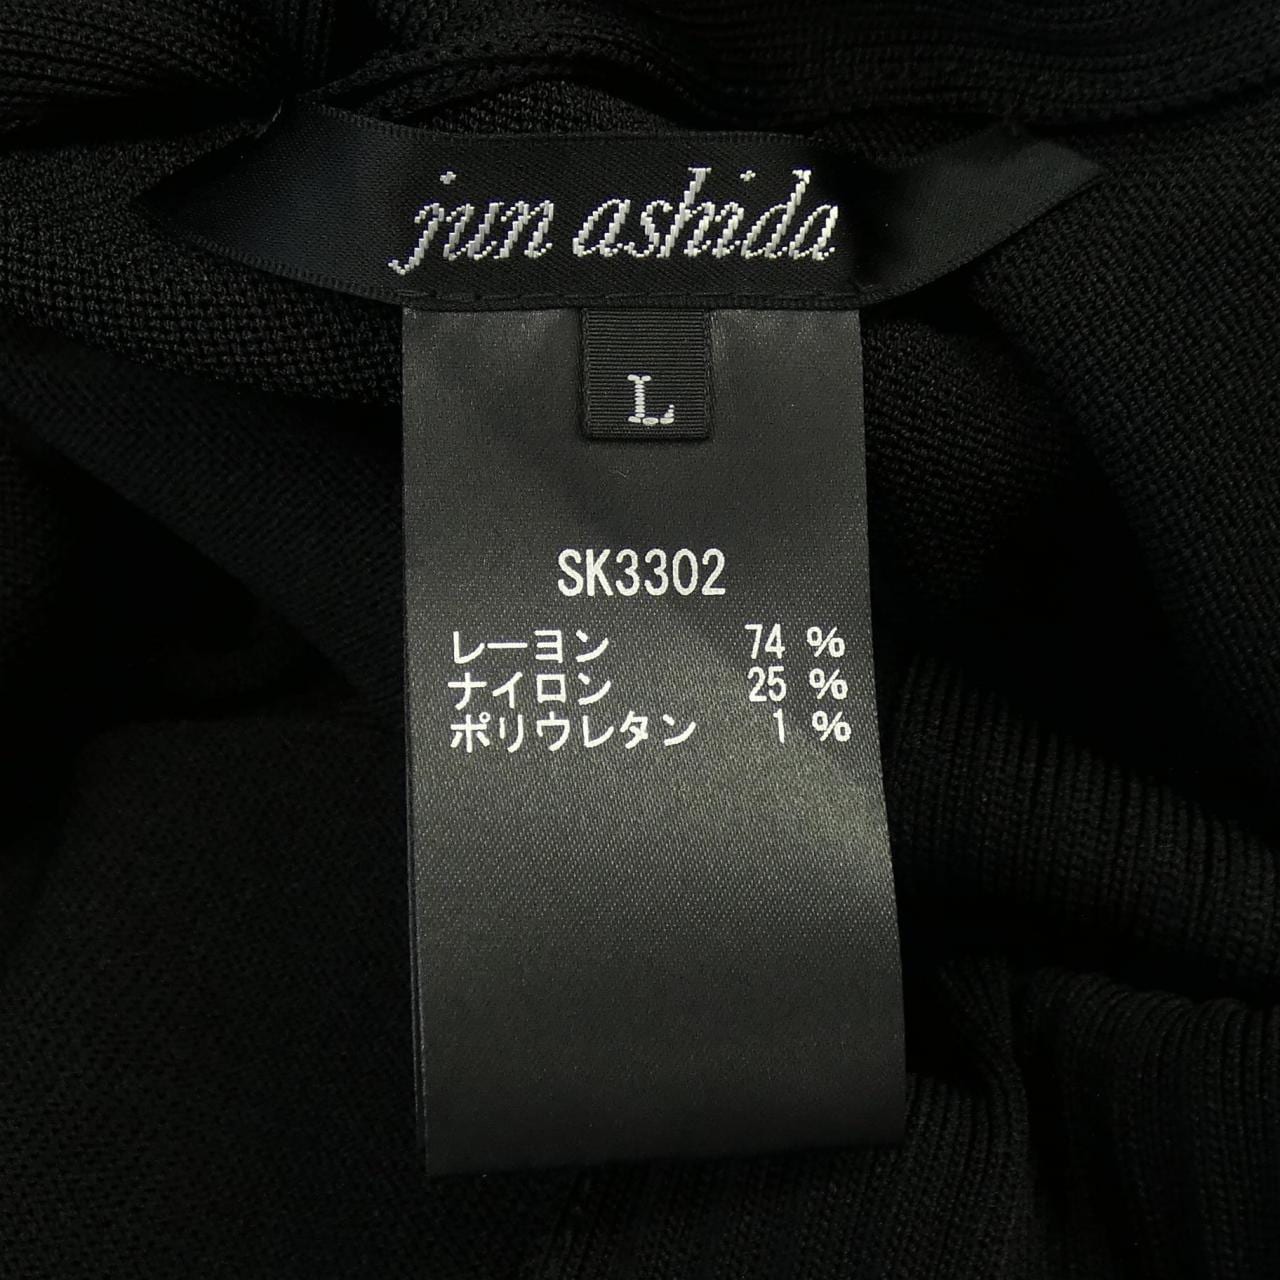 jun ashida
L
SK3302
レーヨン 74 %
ナイロン 25 %
ポリウレタン 1 %